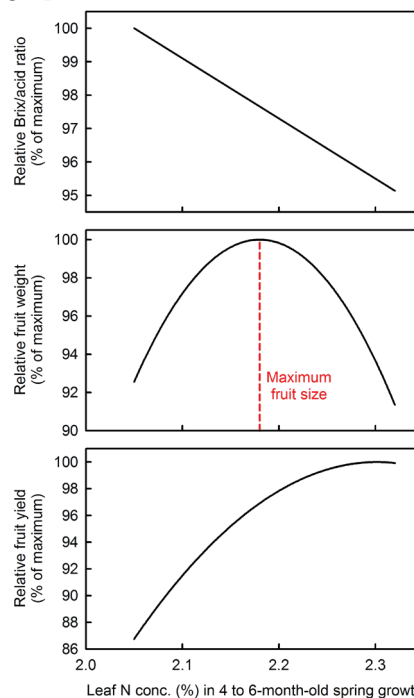 Relative Brix/acid ratio
(% of maximum)
100
99
98
97
96
95
Relative fruit weight
(% of maximum)
100
98
96
94
92
90
Maximum
fruit size
Relative fruit yield
(% of maximum)
100
98
96
94
92
90
88
86
2.0
2.1
2.2
2.3
Leaf N conc. (%) in 4 to 6-month-old spring growt